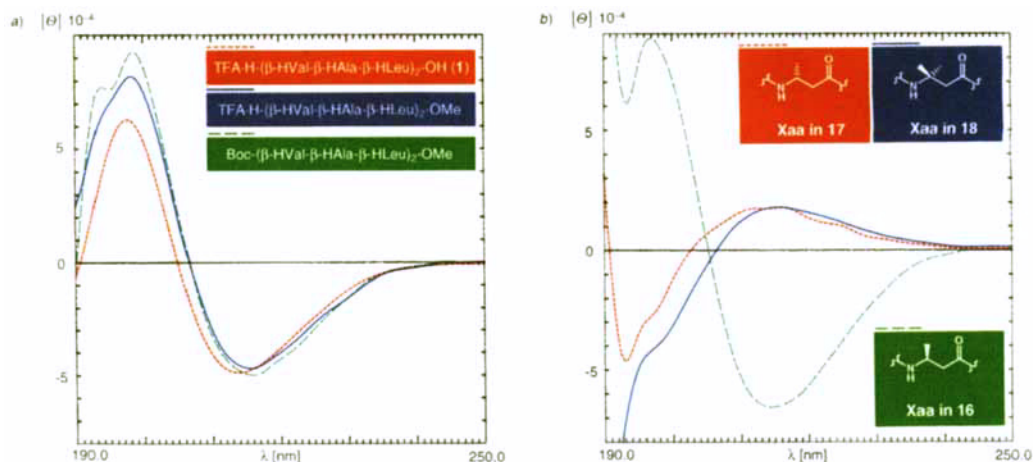 a) [Θ] 10⁻⁴
TFA·H-(β-HVal-β-HAla-β-HLeu)₂-OH (1)
TFA·H-(β-HVal-β-HAla-β-HLeu)₂-OMe
Boc-(β-HVal-β-HAla-β-HLeu)₂-OMe
5
0
-5
190.0 λ [nm] 250.0
b) [Θ] 10⁻⁴
N
H
O
Xaa in 17
N
H
O
Xaa in 18
5
0
-5
N
H
O
Xaa in 16
190.0 λ [nm] 250.0